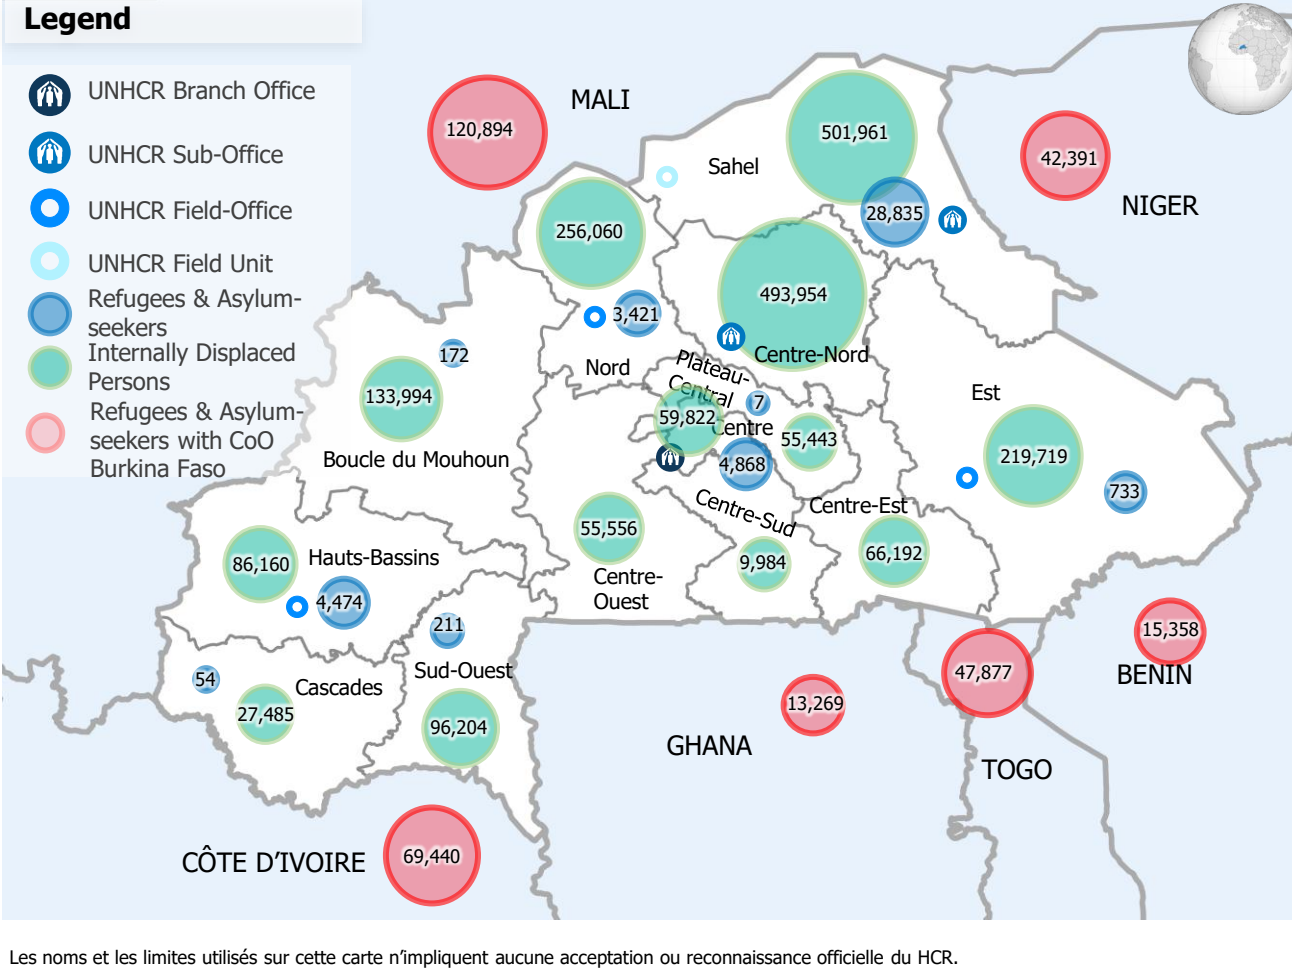 Legend
UNHCR Branch Office
UNHCR Sub-Office
UNHCR Field-Office
UNHCR Field Unit
Refugees & Asylum-
seekers
Internally Displaced
Persons
Refugees & Asylum-
seekers with CoO
Burkina Faso
120,894
MALI
501,961
Sahel
42,391
NIGER
28,835
256,060
493,954
3,421
Nord
Centre-Nord
172
133,994
Boucle du Mouhoun
Plateau-
Central
7
59,822
Centre
55,443
4,868
Est
219,719
733
Centre-Sud
Centre-Est
55,556
Centre-
Ouest
9,984
66,192
86,160
Hauts-Bassins
4,474
211
Sud-Ouest
54
Cascades
27,485
96,204
15,358
BENIN
47,877
13,269
GHANA
TOGO
CÔTE D’IVOIRE
69,440
Les noms et les limites utilisés sur cette carte n’impliquent aucune acceptation ou reconnaissance officielle du HCR.